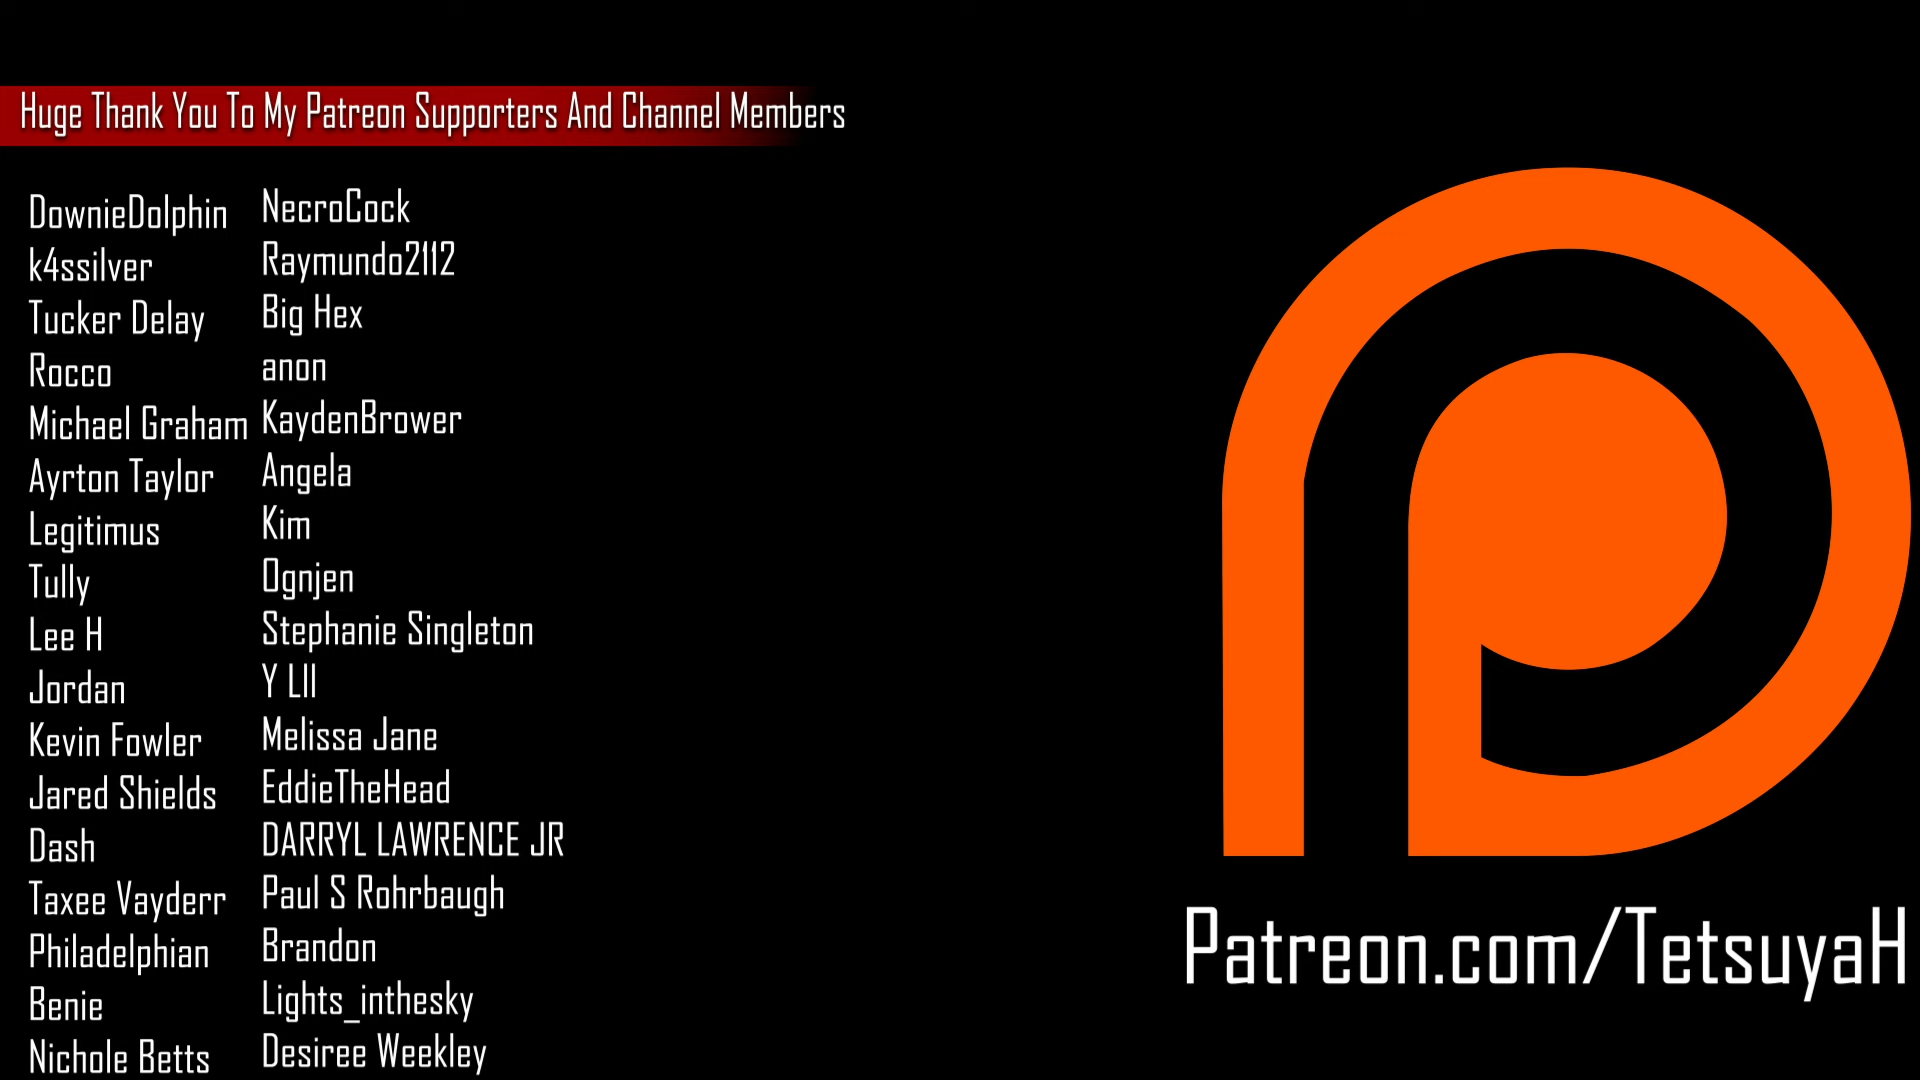 Huge Thank You To My Patreon Supporters And Channel Members
DownieDolphin
k4ssilver
Tucker Delay
Rocco
Michael Graham
Ayrton Taylor
Legitimus
Tully
Lee H
Jordan
Kevin Fowler
Jared Shields
Dash
Taxee Vayderr
Philadelphian
Benie
Nichole Betts
NecroCock
Raymundo2112
Big Hex
anon
KaydenBrower
Angela
Kim
Ognjen
Stephanie Singleton
Y LII
Melissa Jane
EddieTheHead
DARRYL LAWRENCE JR
Paul S Rohrbaugh
Brandon
Lights_inthesky
Desiree Weekley
Patreon.com/TetsuyaH